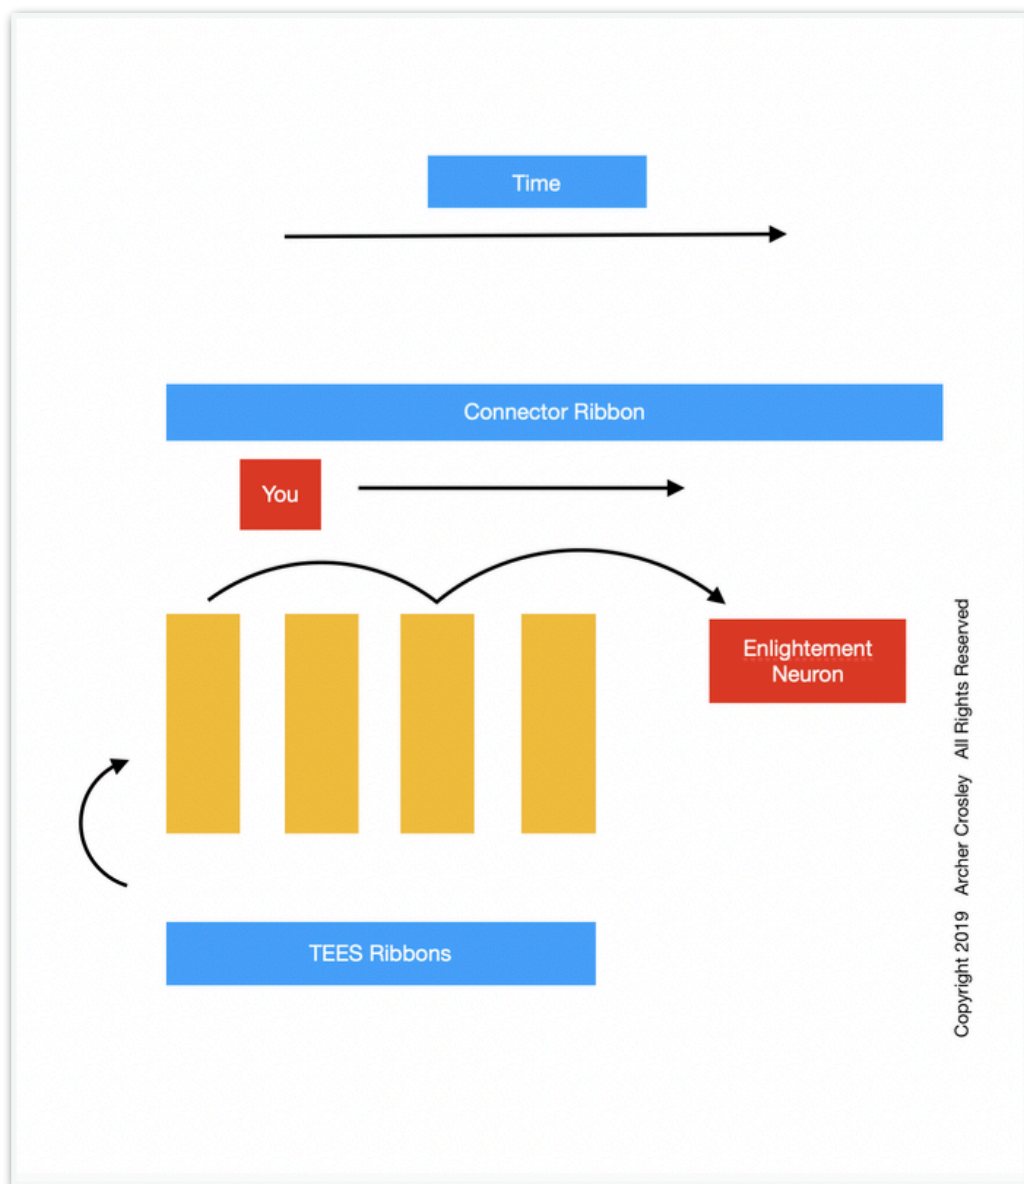 Time
Connector Ribbon
You
Enlightement
Neuron
TEES Ribbons
Copyright 2019 Archer Crosley All Rights Reserved